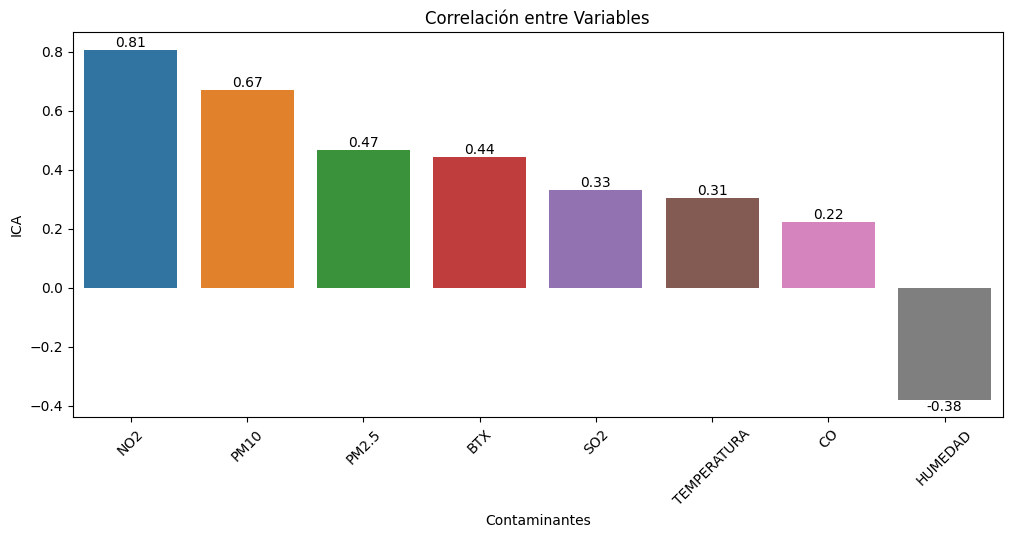 Correlación entre Variables
ICA
0.8
0.6
0.4
0.2
0.0
−0.2
−0.4
0.81
0.67
0.47
0.44
0.33
0.31
0.22
-0.38
NO2
PM10
PM2.5
BTX
SO2
TEMPERATURA
CO
HUMEDAD
Contaminantes